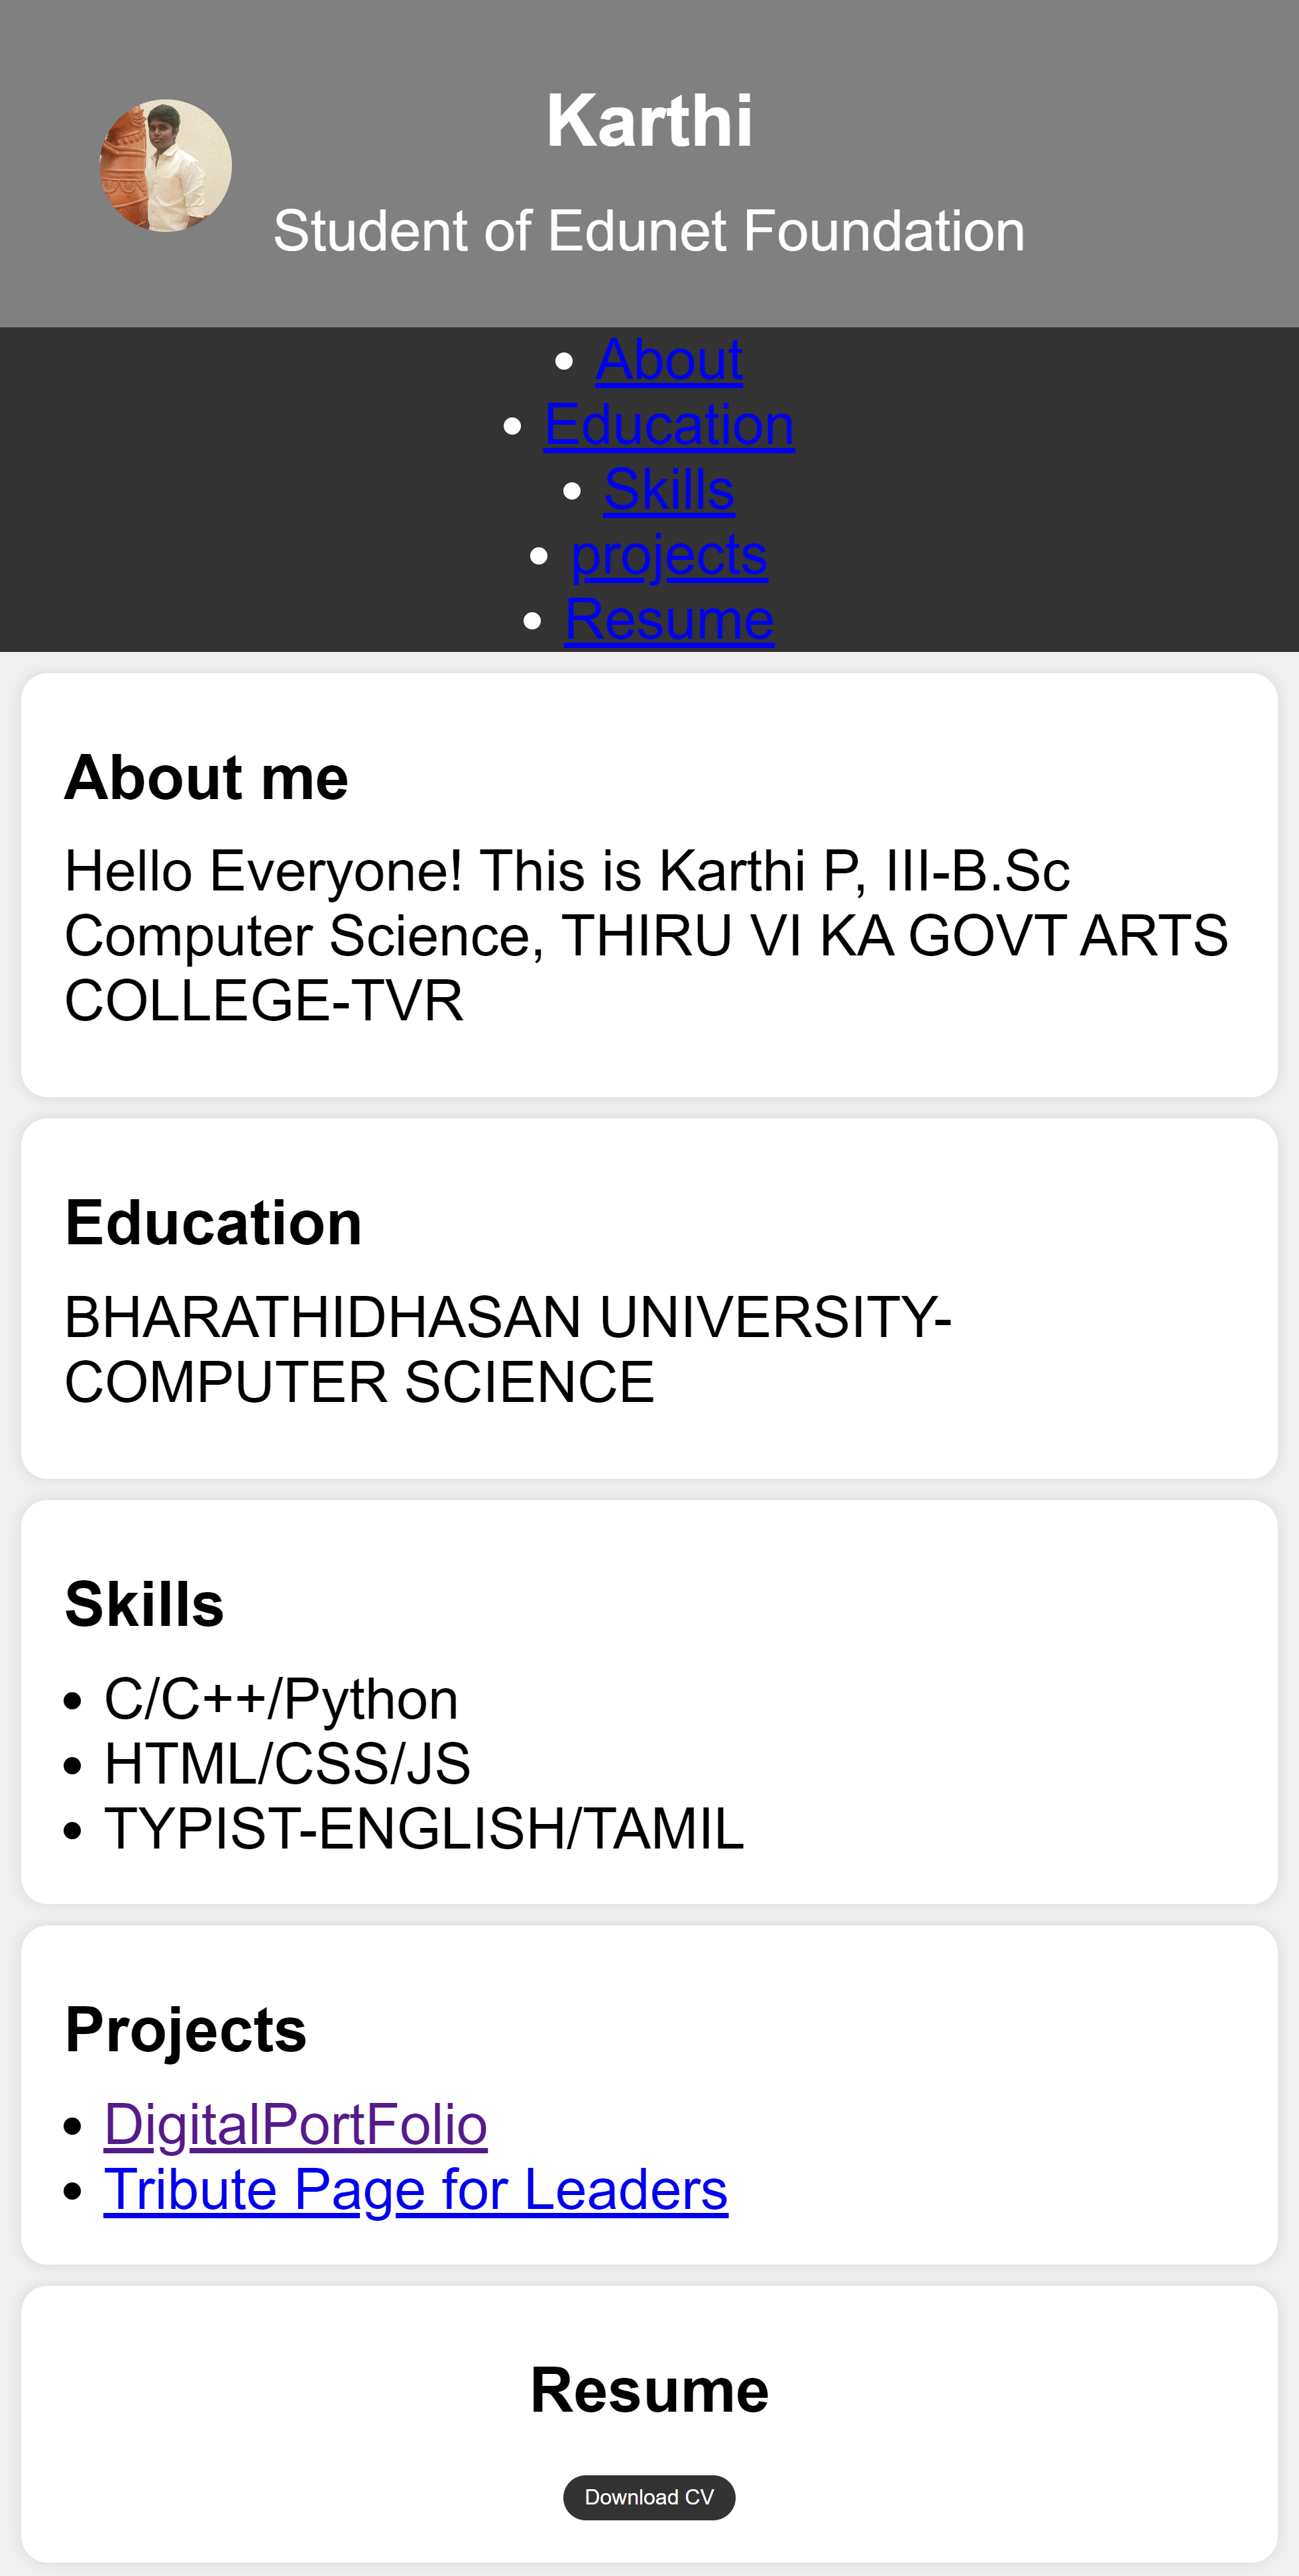 Karthi
Student of Edunet Foundation
• About
• Education
• Skills
• projects
• Resume
About me
Hello Everyone! This is Karthi P, III-B.Sc
Computer Science, THIRU VI KA GOVT ARTS
COLLEGE-TVR
Education
BHARATHIDHASAN UNIVERSITY-
COMPUTER SCIENCE
Skills
• C/C++/Python
• HTML/CSS/JS
• TYPIST-ENGLISH/TAMIL
Projects
• DigitalPortFolio
• Tribute Page for Leaders
Resume
Download CV